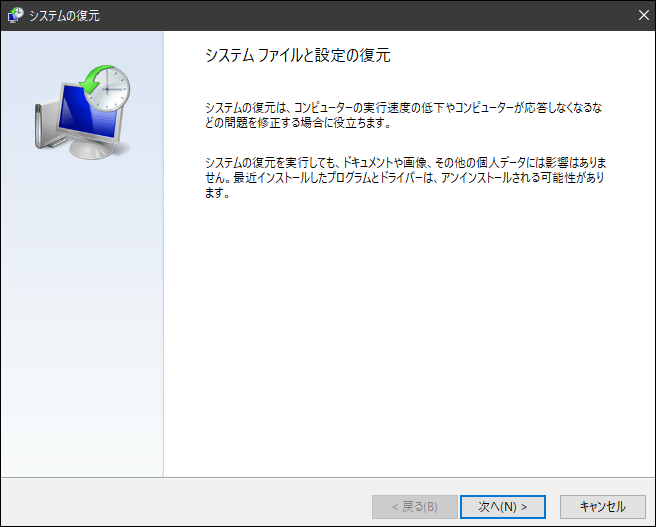 システムの復元
システム ファイルと設定の復元
システムの復元は、コンピューターの実行速度の低下やコンピューターが応答しなくなるな
どの問題を修正する場合に役立ちます。
システムの復元を実行しても、ドキュメントや画像、その他の個人データには影響はありま
せん。最近インストールしたプログラムとドライバーは、アンインストールされる可能性があり
ます。
< 戻る(B)
次へ(N) >
キャンセル